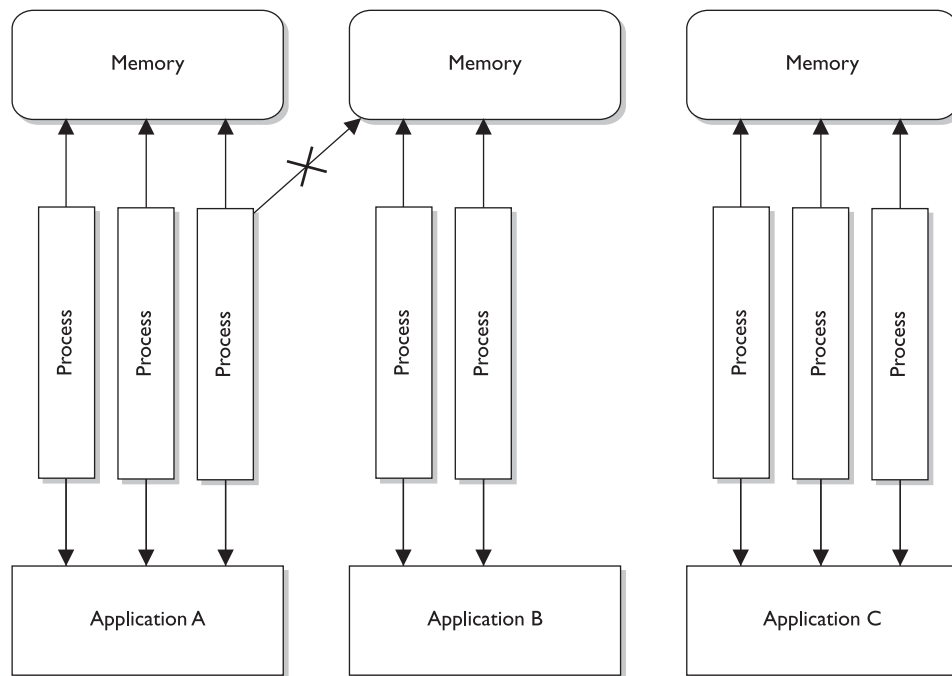 Memory
Memory
Memory
Process
Process
Process
Process
Process
Process
Process
Process
Application A
Application B
Application C